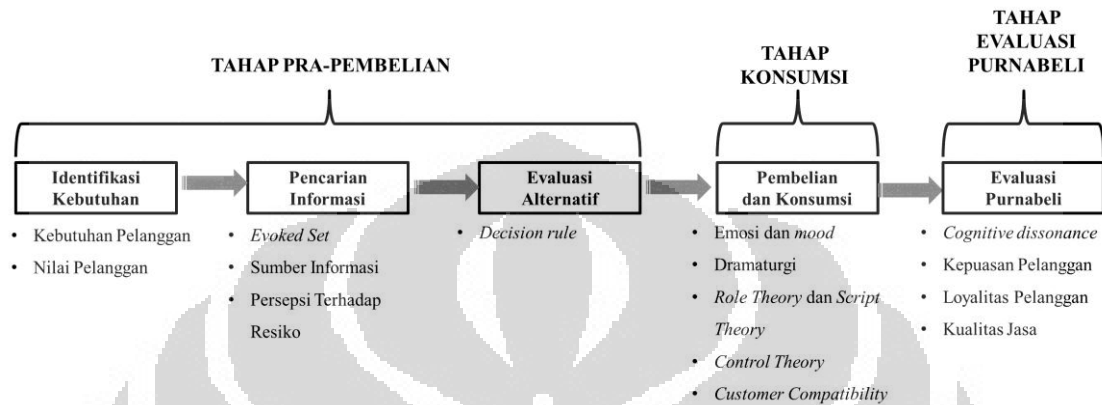 TAHAP PRA-PEMBELIAN
TAHAP
KONSUMSI
TAHAP
EVALUASI
PURNABELI
Identifikasi
Kebutuhan
Pencarian
Informasi
Evaluasi
Alternatif
Pembelian
dan Konsumsi
Evaluasi
Purnabeli
• Kebutuhan Pelanggan
• Nilai Pelanggan
• Evoked Set
• Sumber Informasi
• Persepsi Terhadap
Resiko
• Decision rule
• Emosi dan mood
• Dramaturgi
• Role Theory dan Script
Theory
• Control Theory
• Customer Compatibility
• Cognitive dissonance
• Kepuasan Pelanggan
• Loyalitas Pelanggan
• Kualitas Jasa